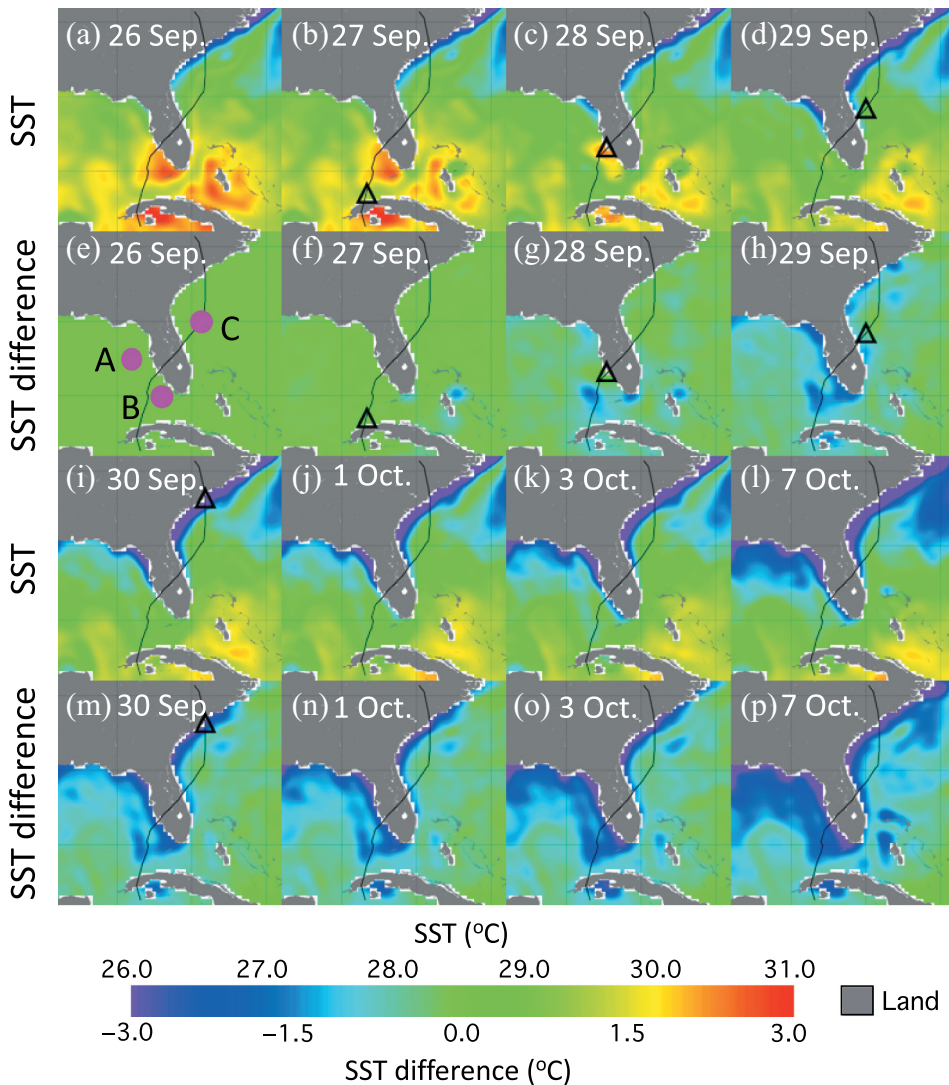 SST
(a) 26 Sep.
(b) 27 Sep.
(c) 28 Sep.
(d) 29 Sep.
SST difference
(e) 26 Sep.
(f) 27 Sep.
(g) 28 Sep.
(h) 29 Sep.
C
A
B
SST
(i) 30 Sep.
(j) 1 Oct.
(k) 3 Oct.
(l) 7 Oct.
SST difference
(m) 30 Sep.
(n) 1 Oct.
(o) 3 Oct.
(p) 7 Oct.
SST (°C)
26.0 27.0 28.0 29.0 30.0 31.0
Land
−3.0 −1.5 0.0 1.5 3.0
SST difference (°C)